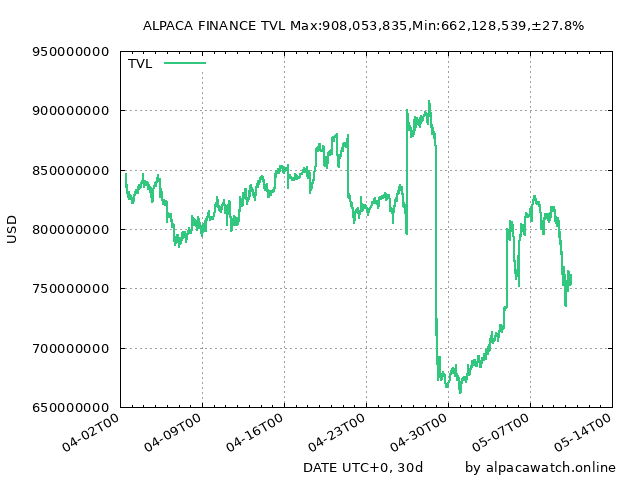 ALPACA FINANCE TVL Max:908,053,835,Min:662,128,539,±27.8%
TVL
USD
950000000
900000000
850000000
800000000
750000000
700000000
650000000
04-02T00
04-09T00
04-16T00
04-23T00
04-30T00
05-07T00
05-14T00
DATE UTC+0, 30d
by alpacawatch.online